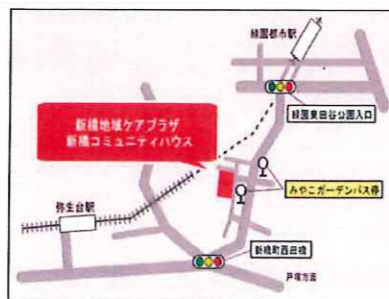 緑園都市駅
緑園東田谷公園入口
新橋地域ケアプラザ
新橋コミュニティハウス
みやこガーデンバス停
弥生台駅
新橋町西田橋
戸塚方面